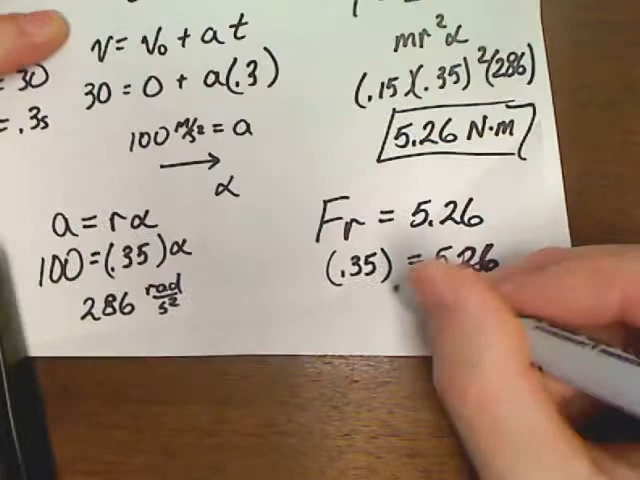 v = v₀ + at
= 30
30 = 0 + a(.3)
= .3s
100 m/s² = a
→
α
a = rα
100 = (.35)α
286 rad/s²
mr²α
(.15)(.35)²(286)
5.26 N·m
Fr = 5.26
(.35) = 5.26